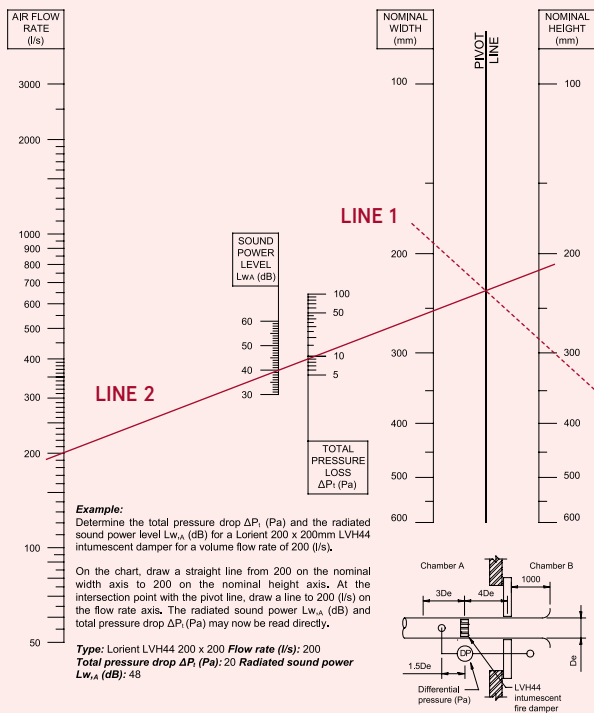 AIR FLOW
RATE
(l/s)
NOMINAL
WIDTH
(mm)
PIVOT
LINE
NOMINAL
HEIGHT
(mm)
3000
2000
1000
900
800
700
600
500
400
300
200
100
50
100
200
300
400
500
600
100
200
300
400
500
600
LINE 1
SOUND
POWER
LEVEL
LwA (dB)
60
50
40
30
100
50
10
5
LINE 2
TOTAL
PRESSURE
LOSS
ΔPt (Pa)
Example:
Determine the total pressure drop ΔPt (Pa) and the radiated
sound power level Lw,A (dB) for a Lorient 200 x 200mm LVH44
intumescent damper for a volume flow rate of 200 (l/s).
On the chart, draw a straight line from 200 on the nominal
width axis to 200 on the nominal height axis. At the
intersection point with the pivot line, draw a line to 200 (l/s) on
the flow rate axis. The radiated sound power Lw,A (dB) and
total pressure drop ΔPt (Pa) may now be read directly.
Type: Lorient LVH44 200 x 200 Flow rate (l/s): 200
Total pressure drop ΔPt (Pa): 20 Radiated sound power
Lw,A (dB): 48
Chamber A
Chamber B
3De
4De
1000
1.5De
DP
De
Differential
pressure (Pa)
LVH44
intumescent
fire damper